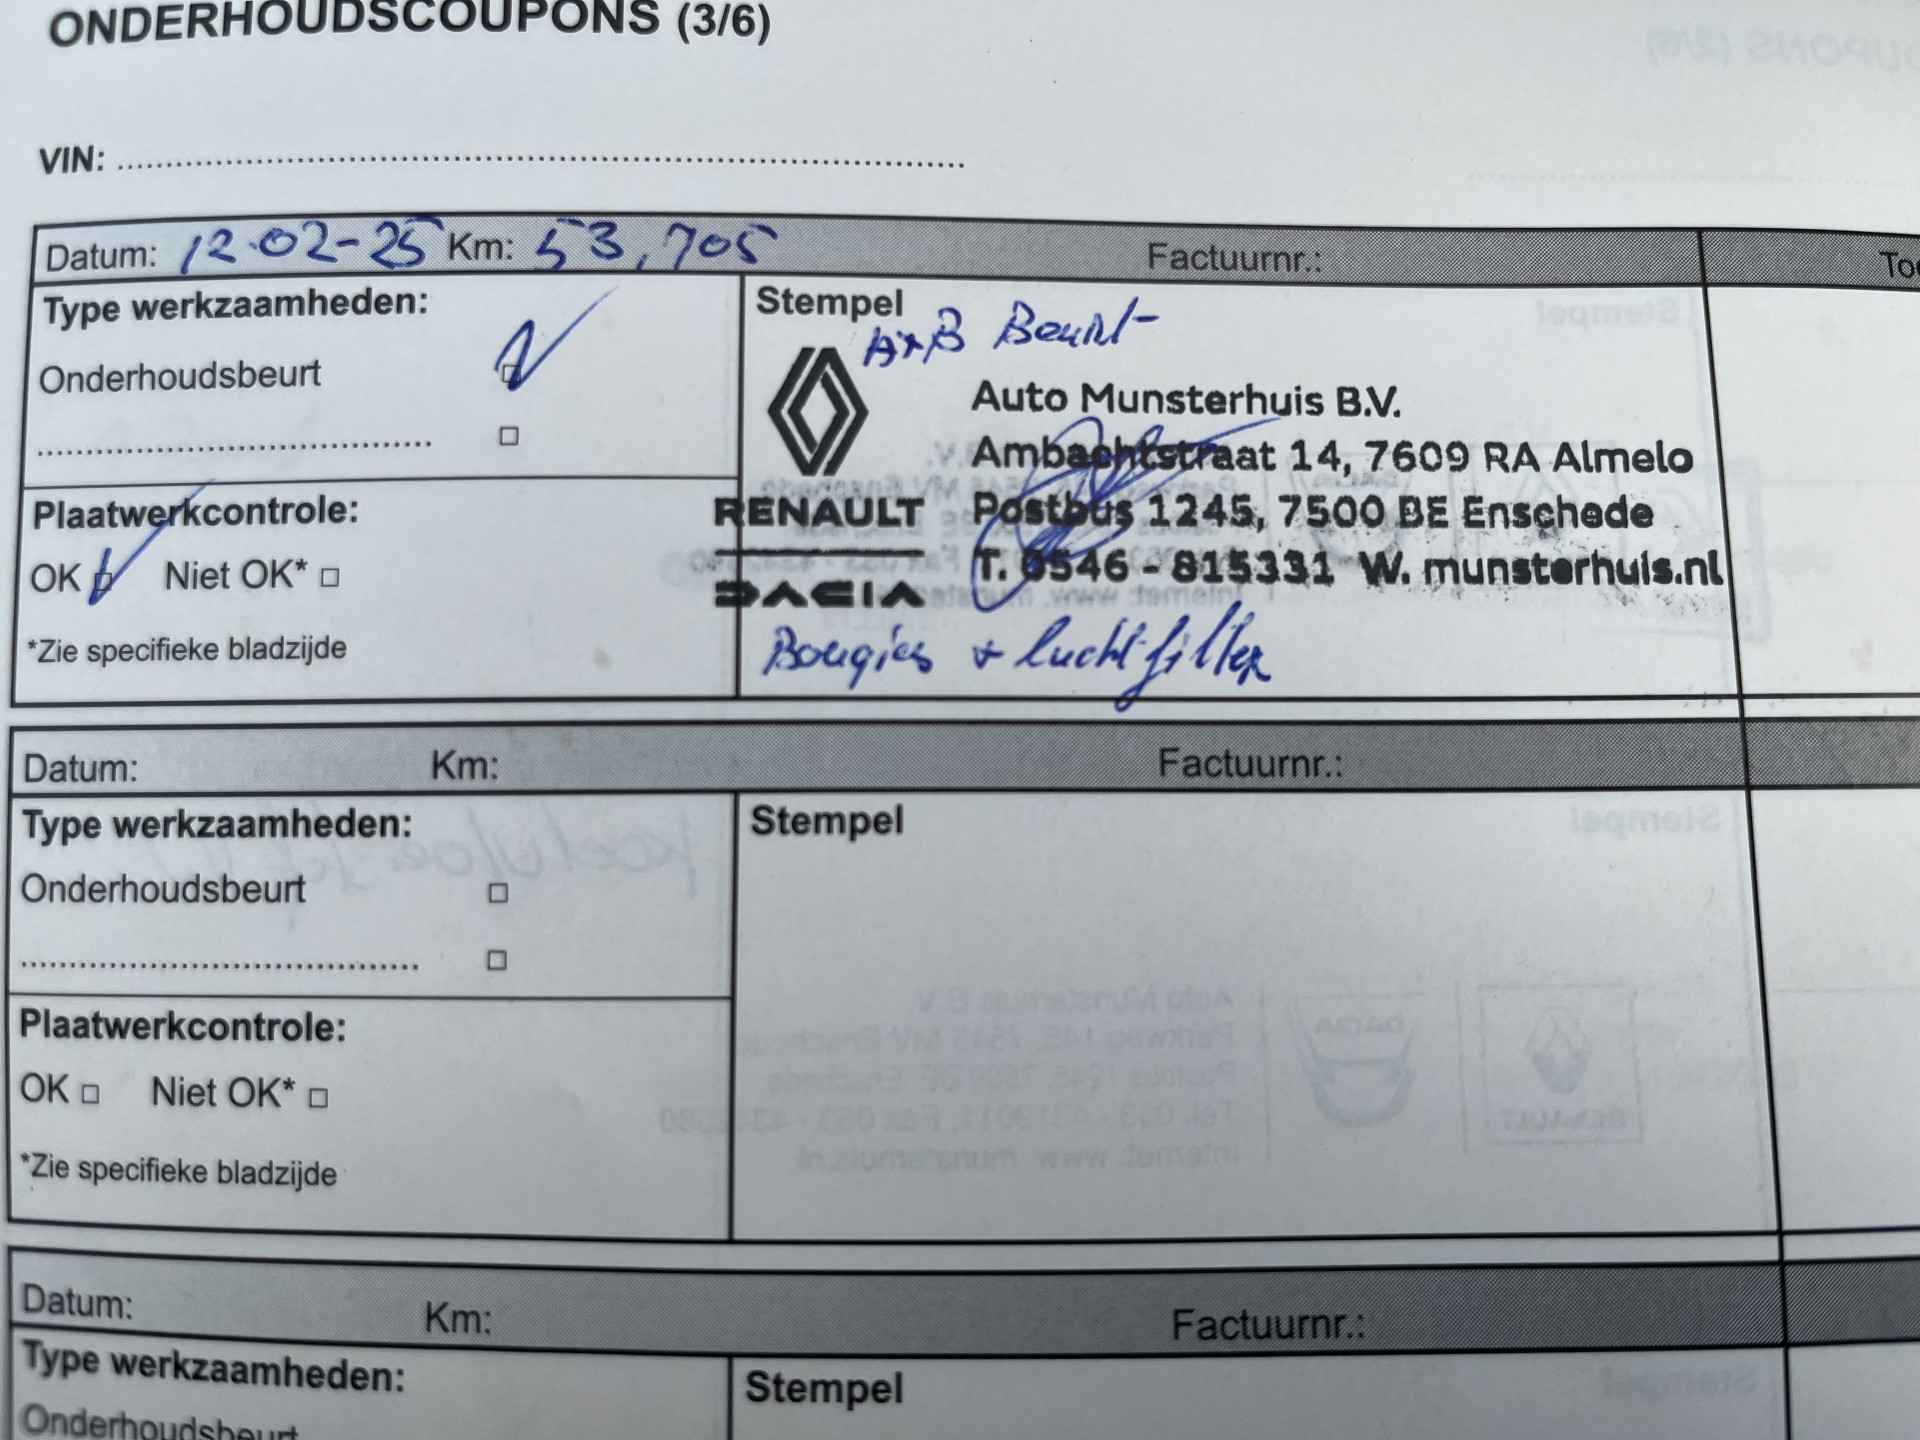 ONDERHOUDSCOUPONS (3/6)
VIN: ....................
Datum: 12-02-25 Km: 53,705 Factuurnr.:
Type werkzaamheden:
Onderhoudsbeurt
Stempel
A+B Beurt
Auto Munsterhuis B.V.
Ambachtstraat 14, 7609 RA Almelo
Postbus 1245, 7500 BE Enschede
T. 0546 - 815331 W. munsterhuis.nl
RENAULT
DACIA
Bougies + luchtfilter
Plaatwerkcontrole:
OK Niet OK*
*Zie specifieke bladzijde
Datum: Km: Factuurnr.:
Type werkzaamheden:
Onderhoudsbeurt
Stempel
Plaatwerkcontrole:
OK Niet OK*
*Zie specifieke bladzijde
Datum: Km: Factuurnr.:
Type werkzaamheden:
Onderhoudsbeurt
Stempel